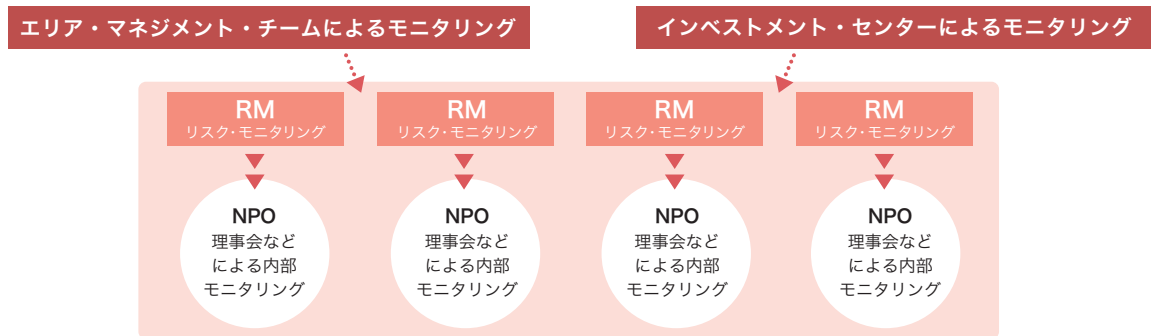 エリア・マネジメント・チームによるモニタリング
インベストメント・センターによるモニタリング
RM
リスク・モニタリング
RM
リスク・モニタリング
RM
リスク・モニタリング
RM
リスク・モニタリング
NPO
理事会など
による内部
モニタリング
NPO
理事会など
による内部
モニタリング
NPO
理事会など
による内部
モニタリング
NPO
理事会など
による内部
モニタリング